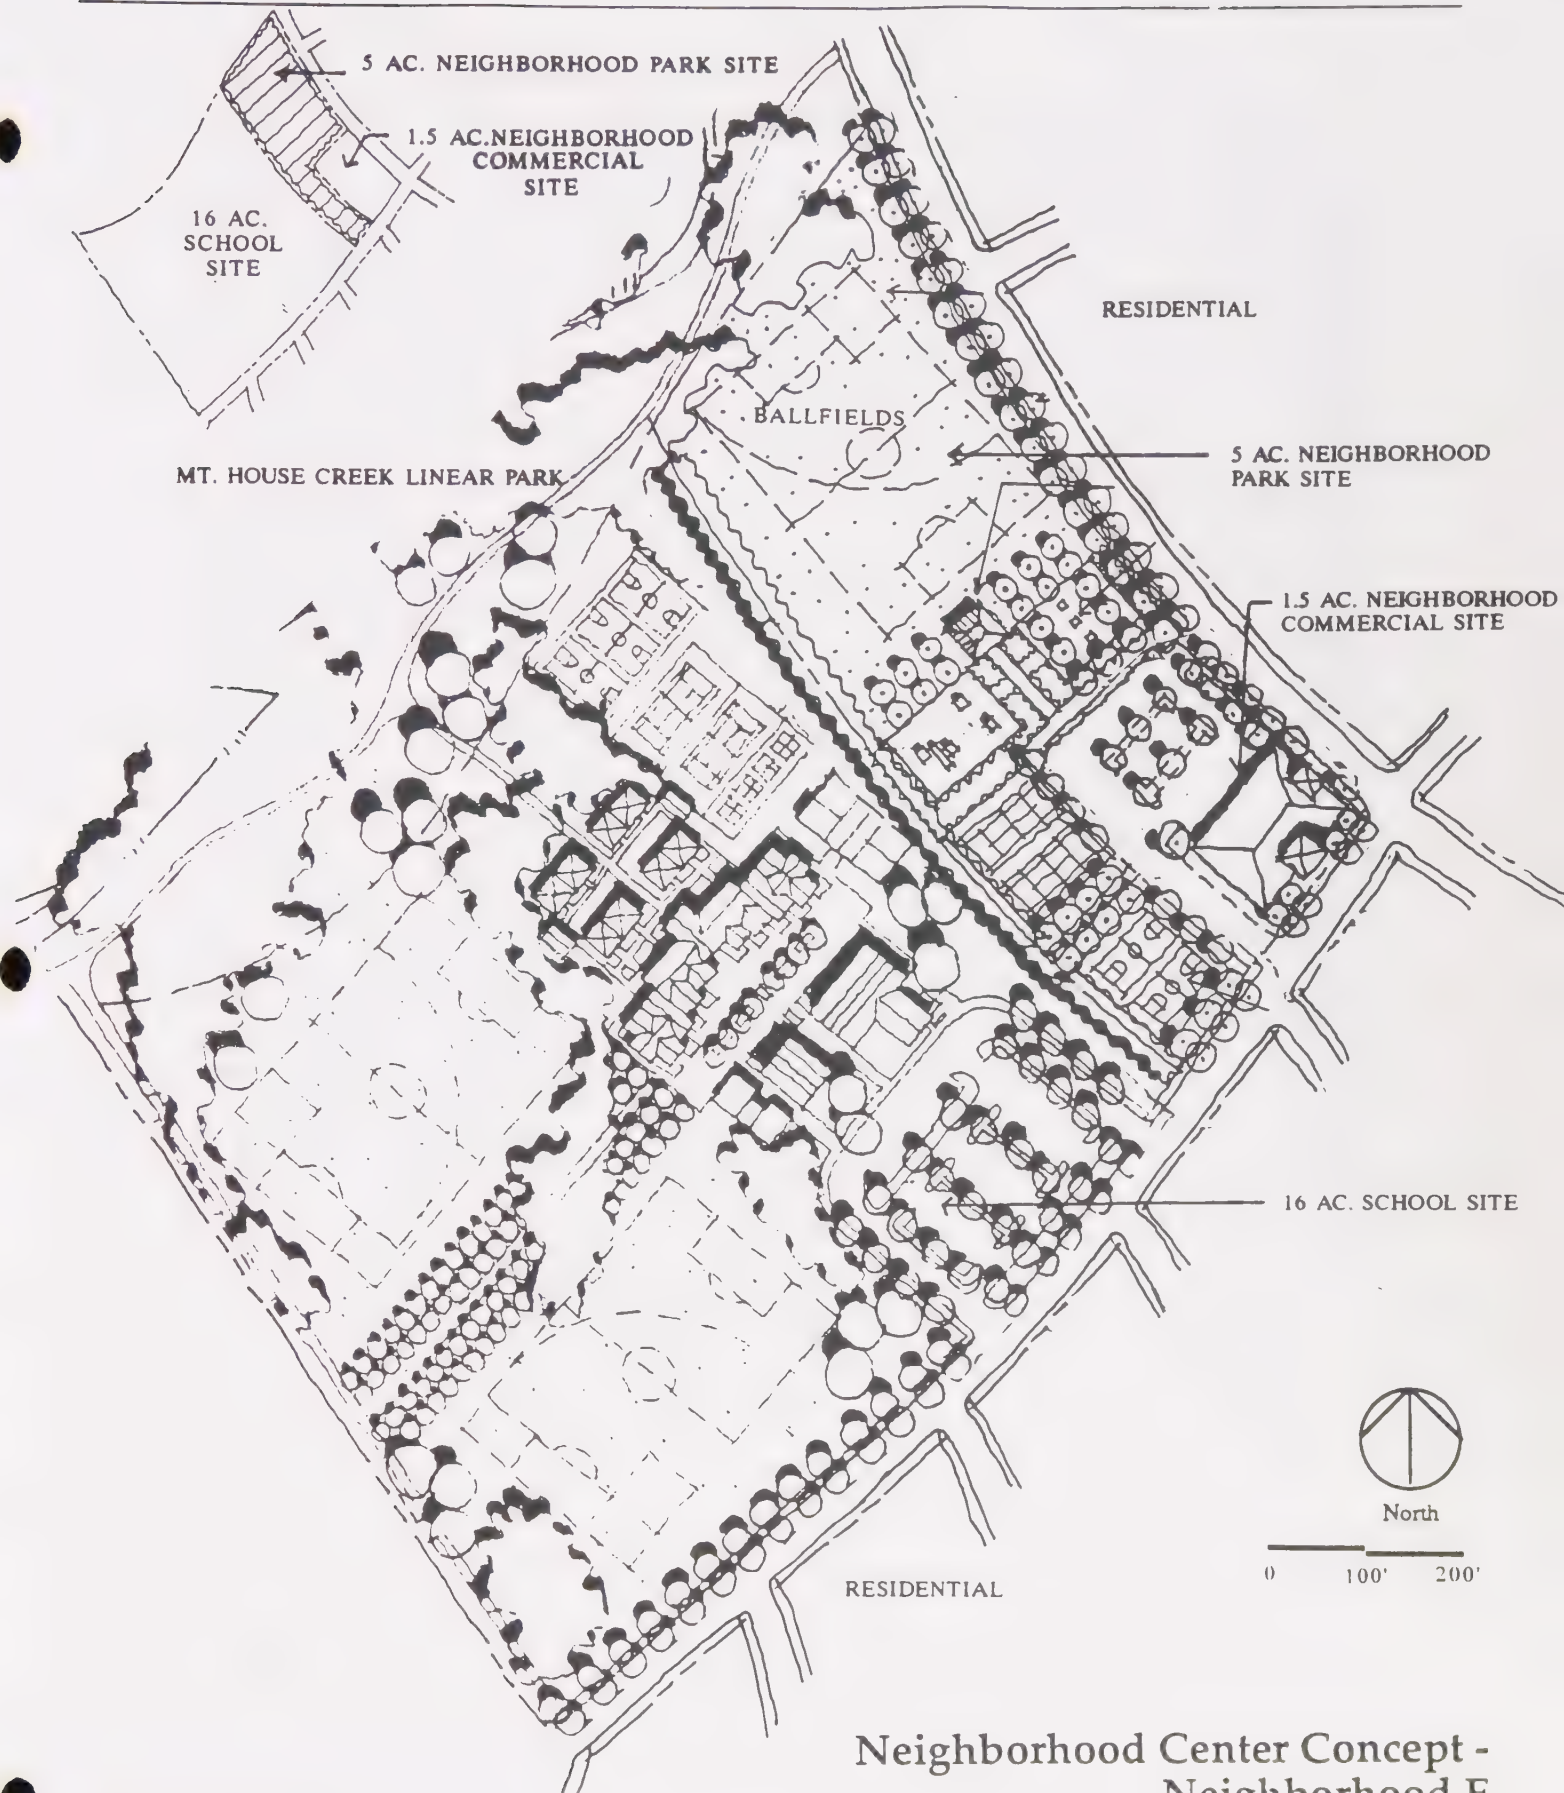 5 AC. NEIGHBORHOOD PARK SITE
1.5 AC.NEIGHBORHOOD
COMMERCIAL
SITE
16 AC.
SCHOOL
SITE
RESIDENTIAL
BALLFIELDS
MT. HOUSE CREEK LINEAR PARK
5 AC. NEIGHBORHOOD
PARK SITE
1.5 AC. NEIGHBORHOOD
COMMERCIAL SITE
16 AC. SCHOOL SITE
North
0 100' 200'
RESIDENTIAL
Neighborhood Center Concept -
Neighborhood